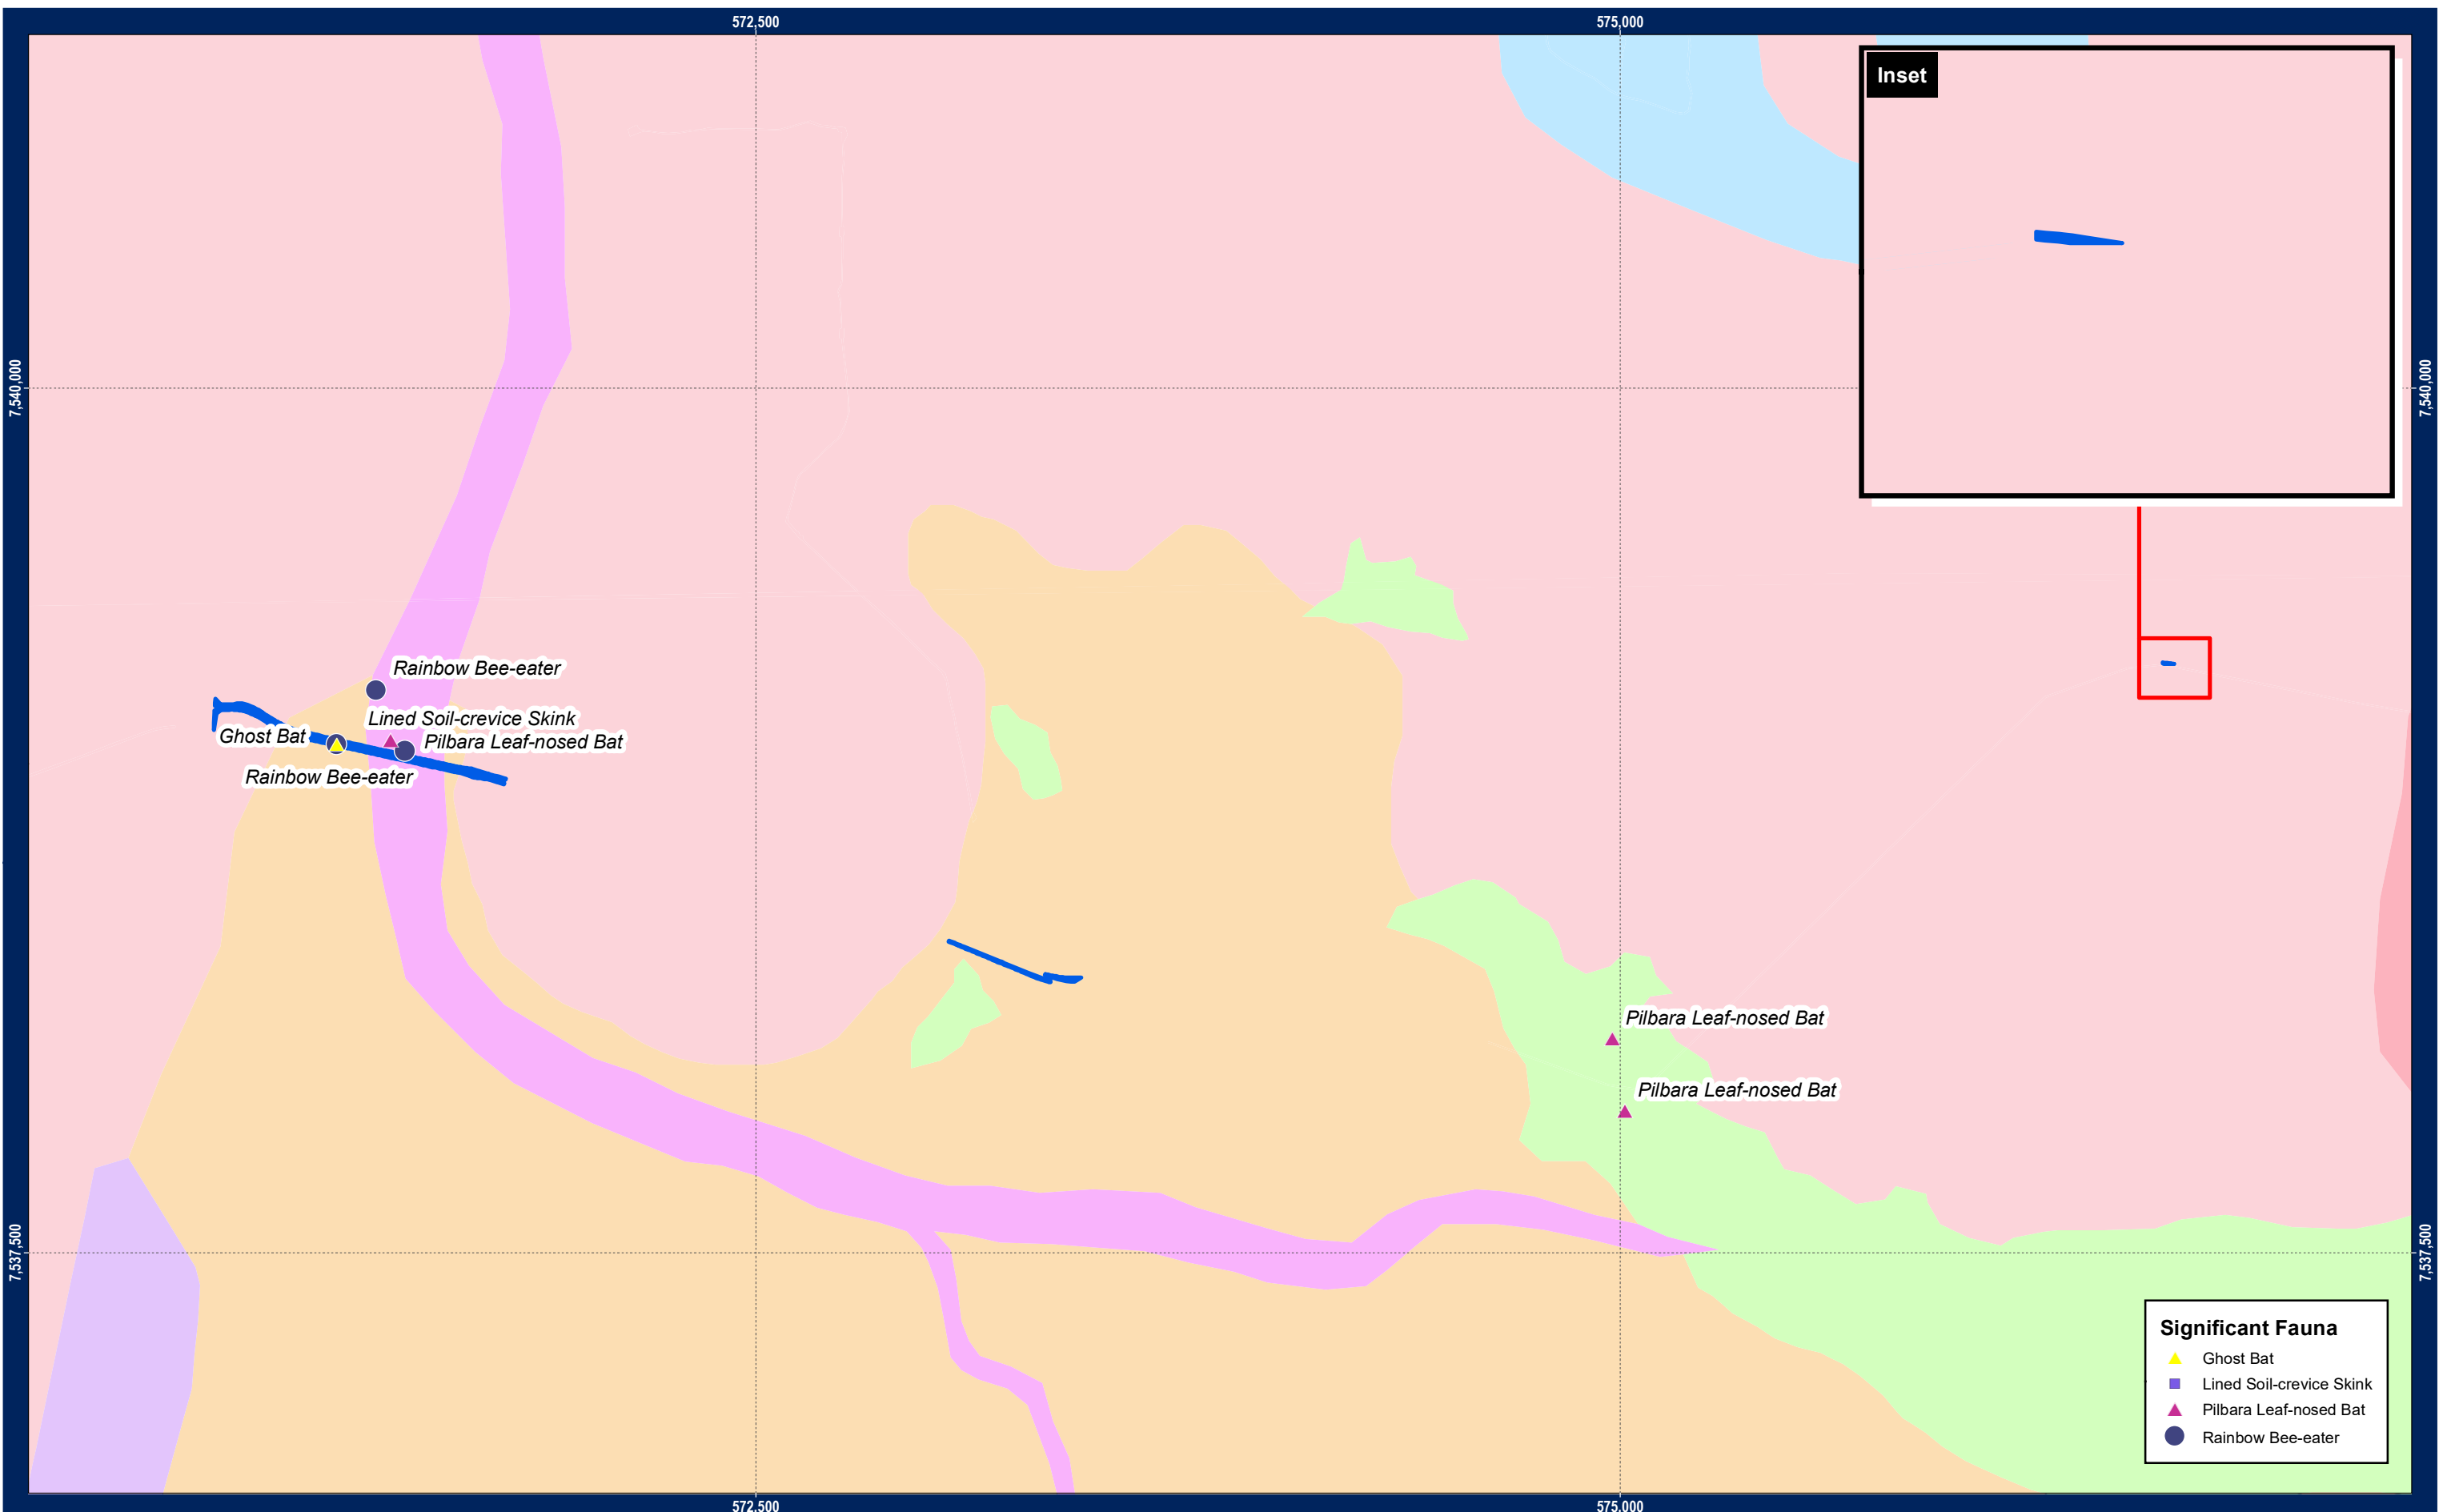 572,500
575,000
Inset
7,540,000
7,540,000
Rainbow Bee-eater
Lined Soil-crevice Skink
Ghost Bat
Pilbara Leaf-nosed Bat
Rainbow Bee-eater
Pilbara Leaf-nosed Bat
Pilbara Leaf-nosed Bat
7,537,500
7,537,500
Significant Fauna
Ghost Bat
Lined Soil-crevice Skink
Pilbara Leaf-nosed Bat
Rainbow Bee-eater
572,500
575,000